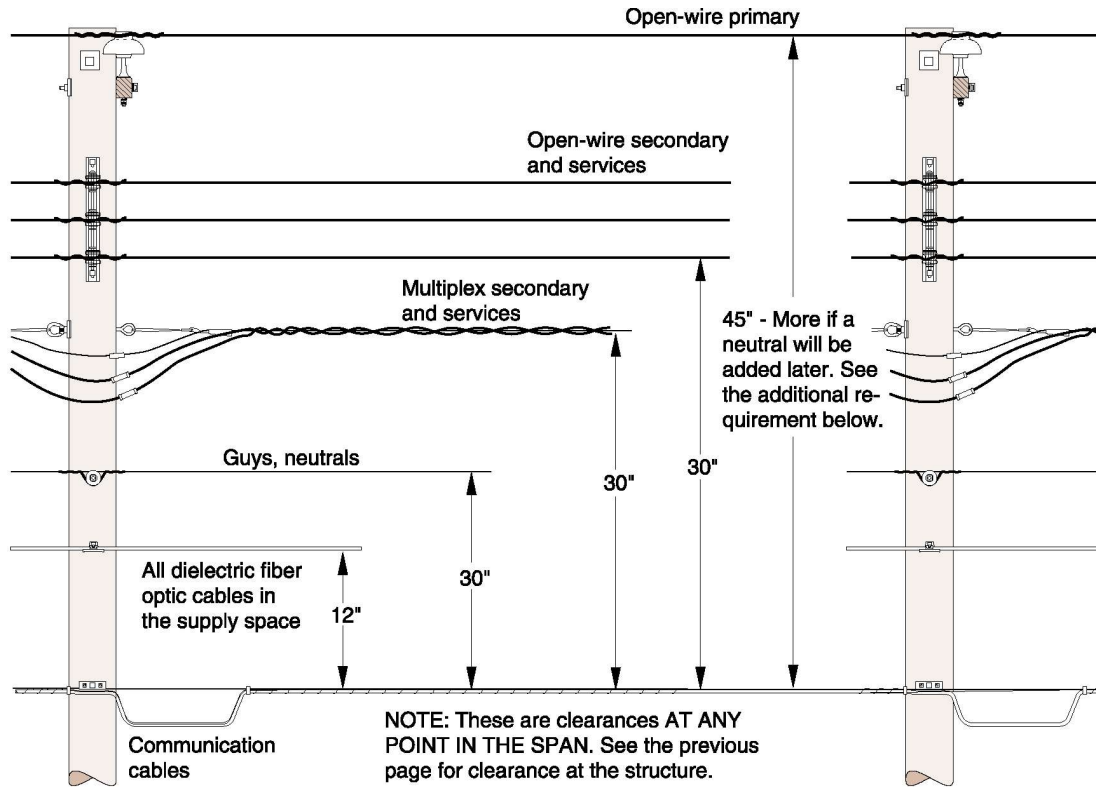 Open-wire primary
Open-wire secondary
and services
Multiplex secondary
and services
45" - More if a
neutral will be
added later. See
the additional re-
quirement below.
Guys, neutrals
30"
30"
30"
All dielectric fiber
optic cables in
the supply space
12"
NOTE: These are clearances AT ANY
POINT IN THE SPAN. See the previous
page for clearance at the structure.
Communication
cables